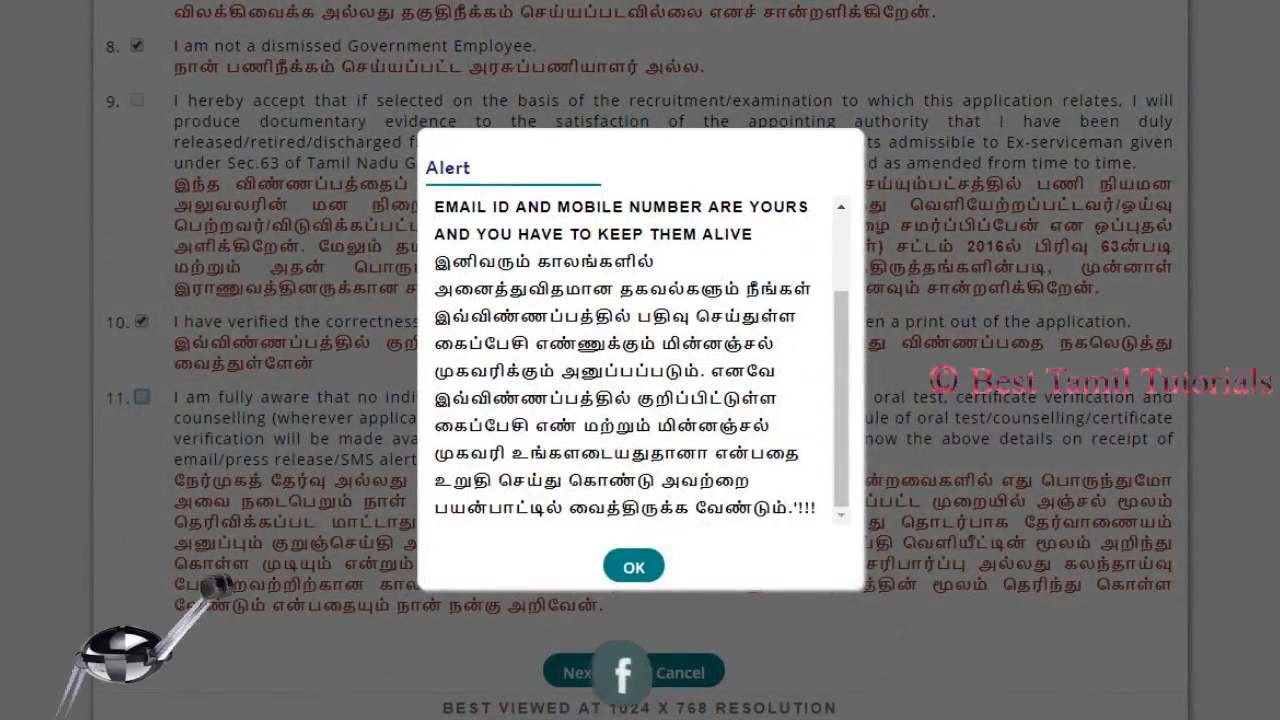 விலக்கிவைக்க அல்லது தகுதிநீக்கம் செய்யப்படவில்லை எனச் சான்றளிக்கிறேன்.
8. I am not a dismissed Government Employee.
நான் பணிநீக்கம் செய்யப்பட்ட அரசுப்பணியாளர் அல்ல.
9. I hereby accept that if selected on the basis of the recruitment/examination to which this application relates, I will
produce documentary evidence to the satisfaction of the appointing authority that I have been duly
released/retired/discharged ts admissible to Ex-serviceman given
under Sec.63 of Tamil Nadu d as amended from time to time.
இந்த விண்ணப்பத்தைப் செய்யும்பட்சத்தில் பணி நியமன
அலுவலரின் மன வெளியேற்றப்பட்டவர்/ஓய்வு
பெற்றவர்/விடுவிக்கப்பட்ட சமர்ப்பிப்பேன் என ஒப்புதல்
அளிக்கிறேன். மேலும் சட்டம் 2016ல் பிரிவு 63ன்படி
மற்றும் அதன் திருத்தங்களின்படி, முன்னாள்
இராணுவத்தினருக்கான சான்றளிக்கிறேன்.
Alert
EMAIL ID AND MOBILE NUMBER ARE YOURS
AND YOU HAVE TO KEEP THEM ALIVE
இனிவரும் காலங்களில்
அனைத்துவிதமான தகவல்களும் நீங்கள்
இவ்விண்ணப்பத்தில் பதிவு செய்துள்ள
கைப்பேசி எண்ணுக்கும் மின்னஞ்சல்
முகவரிக்கும் அனுப்பப்படும். எனவே
இவ்விண்ணப்பத்தில் குறிப்பிட்டுள்ள
கைப்பேசி எண் மற்றும் மின்னஞ்சல்
முகவரி உங்களடையதுதானா என்பதை
உறுதி செய்து கொண்டு அவற்றை
பயன்பாட்டில் வைத்திருக்க வேண்டும்.'!!!
OK
10. I have verified the correctness en a print out of the application.
இவ்விண்ணப்பத்தில் விண்ணப்பதை நகலெடுத்து
வைத்துள்ளேன்
© Best Tamil Tutorials
11. I am fully aware that no oral test, certificate verification and
counselling (wherever of oral test/counselling/certificate
verification will be made now the above details on receipt of
email/press release/SMS
நேர்முகத் தேர்வு அல்லது எது பொருந்துமோ
அவை நடைபெறும் நாள் முறையில் அஞ்சல் மூலம்
தெரிவிக்கப்பட மாட்டாது தொடர்பாக தேர்வாணையம்
அனுப்பும் குறுஞ்செய்தி வெளியீட்டின் மூலம் அறிந்து
கொள்ள முடியும் என்றும் சரிபார்ப்பு அல்லது கலந்தாய்வு
மூலம் தெரிந்து கொள்ள
வேண்டும் என்பதையும் நான் நன்கு அறிவேன்.
Nex f Cancel
BEST VIEWED AT 1024 X 768 RESOLUTION